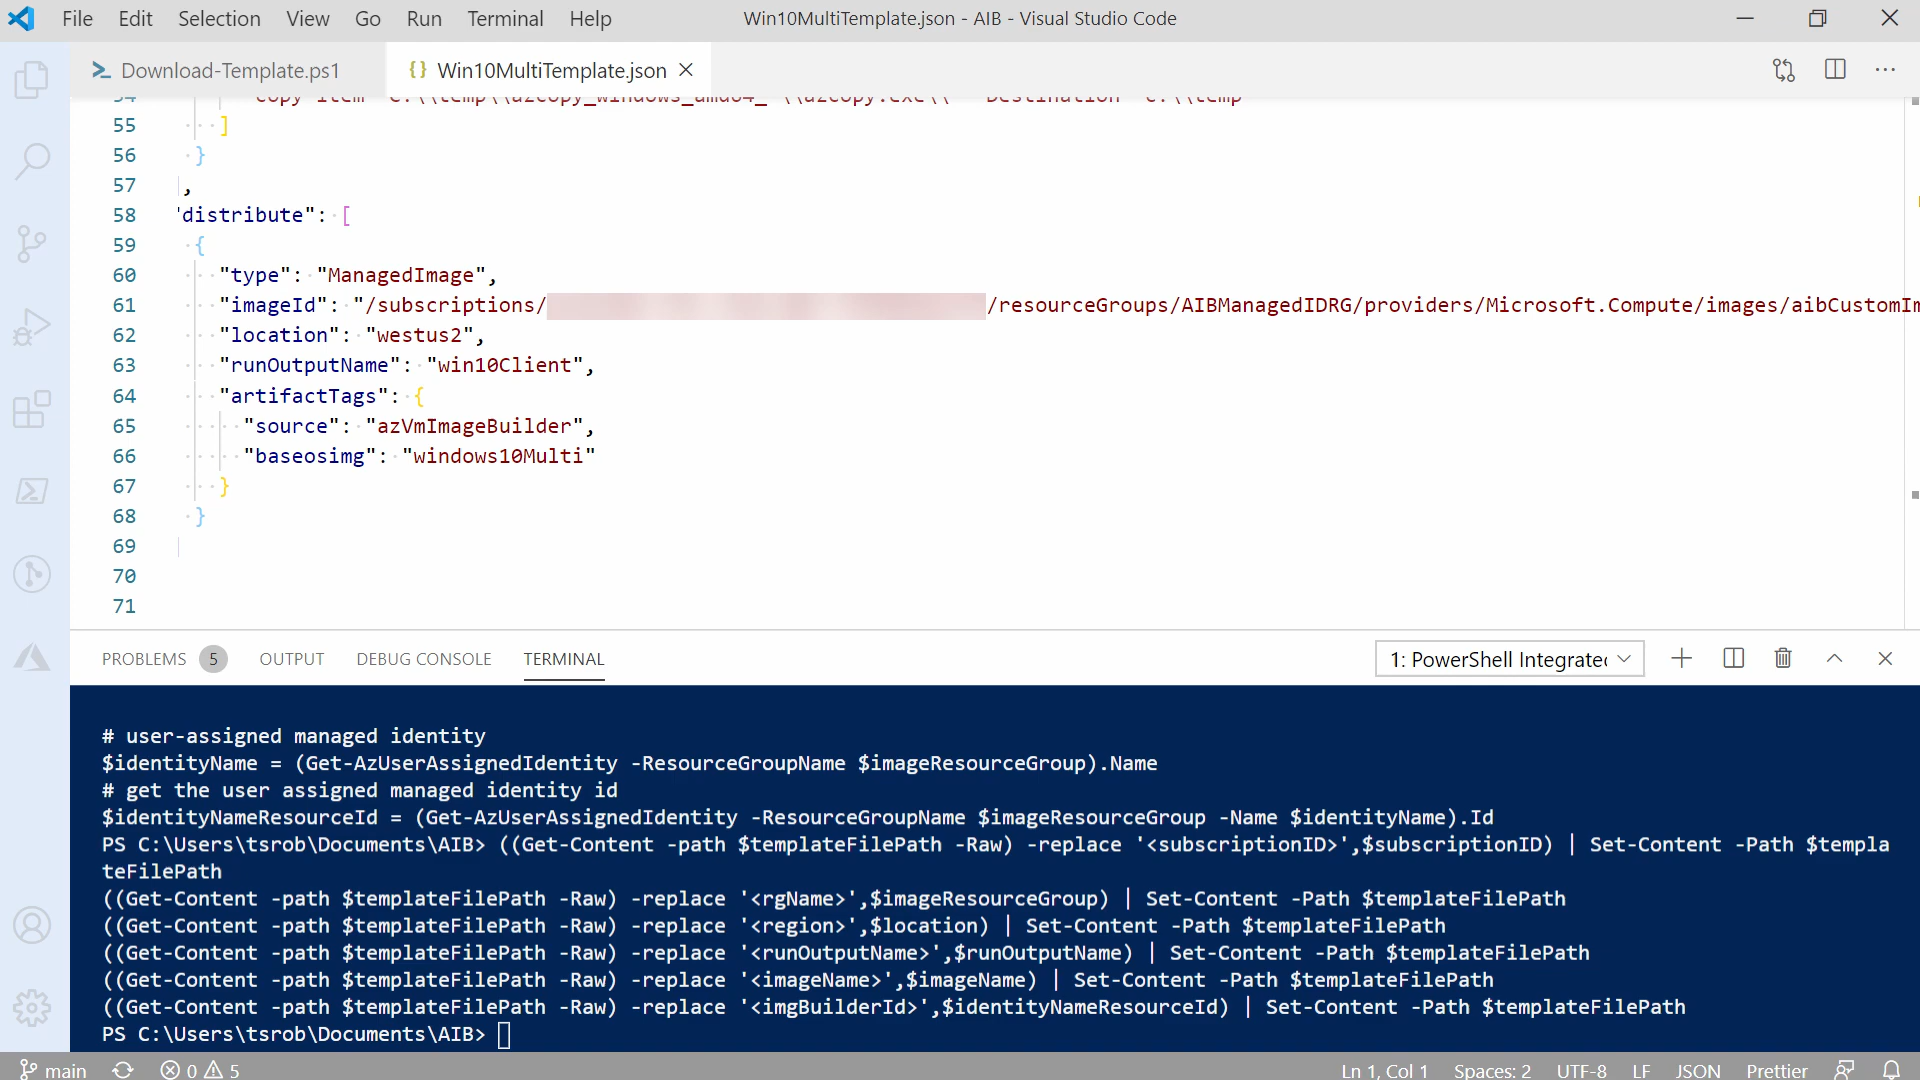 File Edit Selection View Go Run Terminal Help Win10MultiTemplate.json - AIB - Visual Studio Code
Download-Template.ps1 {} Win10MultiTemplate.json
54
55 ]
56 }
57 ,
58 'distribute": [
59 {
60 "type": "ManagedImage",
61 "imageId": "/subscriptions/ /resourceGroups/AIBManagedIDRG/providers/Microsoft.Compute/images/aibCustomIm
62 "location": "westus2",
63 "runOutputName": "win10Client",
64 "artifactTags": {
65 "source": "azVmImageBuilder",
66 "baseosimg": "windows10Multi"
67 }
68 }
69
70
71
PROBLEMS 5 OUTPUT DEBUG CONSOLE TERMINAL 1: PowerShell Integrated
# user-assigned managed identity
$identityName = (Get-AzUserAssignedIdentity -ResourceGroupName $imageResourceGroup).Name
# get the user assigned managed identity id
$identityNameResourceId = (Get-AzUserAssignedIdentity -ResourceGroupName $imageResourceGroup -Name $identityName).Id
PS C:\Users\tsrob\Documents\AIB> ((Get-Content -path $templateFilePath -Raw) -replace '<subscriptionID>',$subscriptionID) | Set-Content -Path $templa
teFilePath
((Get-Content -path $templateFilePath -Raw) -replace '<rgName>',$imageResourceGroup) | Set-Content -Path $templateFilePath
((Get-Content -path $templateFilePath -Raw) -replace '<region>',$location) | Set-Content -Path $templateFilePath
((Get-Content -path $templateFilePath -Raw) -replace '<runOutputName>',$runOutputName) | Set-Content -Path $templateFilePath
((Get-Content -path $templateFilePath -Raw) -replace '<imageName>',$imageName) | Set-Content -Path $templateFilePath
((Get-Content -path $templateFilePath -Raw) -replace '<imgBuilderId>',$identityNameResourceId) | Set-Content -Path $templateFilePath
PS C:\Users\tsrob\Documents\AIB>
main 0 5 Ln 1, Col 1 Spaces: 2 UTF-8 LF JSON Prettier